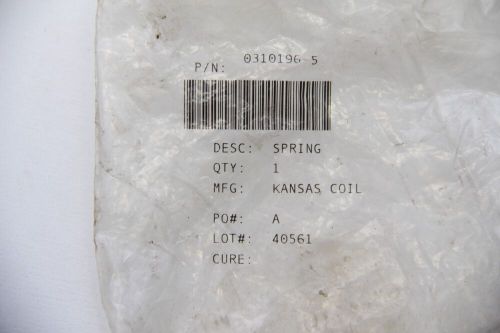 P/N: 0310196-5
DESC: SPRING
QTY: 1
MFG: KANSAS COIL
PO#: A
LOT#: 40561
CURE: